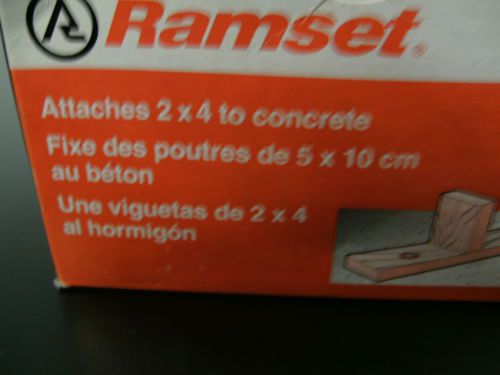 Ramset®
Attaches 2 x 4 to concrete
Fixe des poutres de 5 x 10 cm
au béton
Une viguetas de 2 x 4
al hormigón